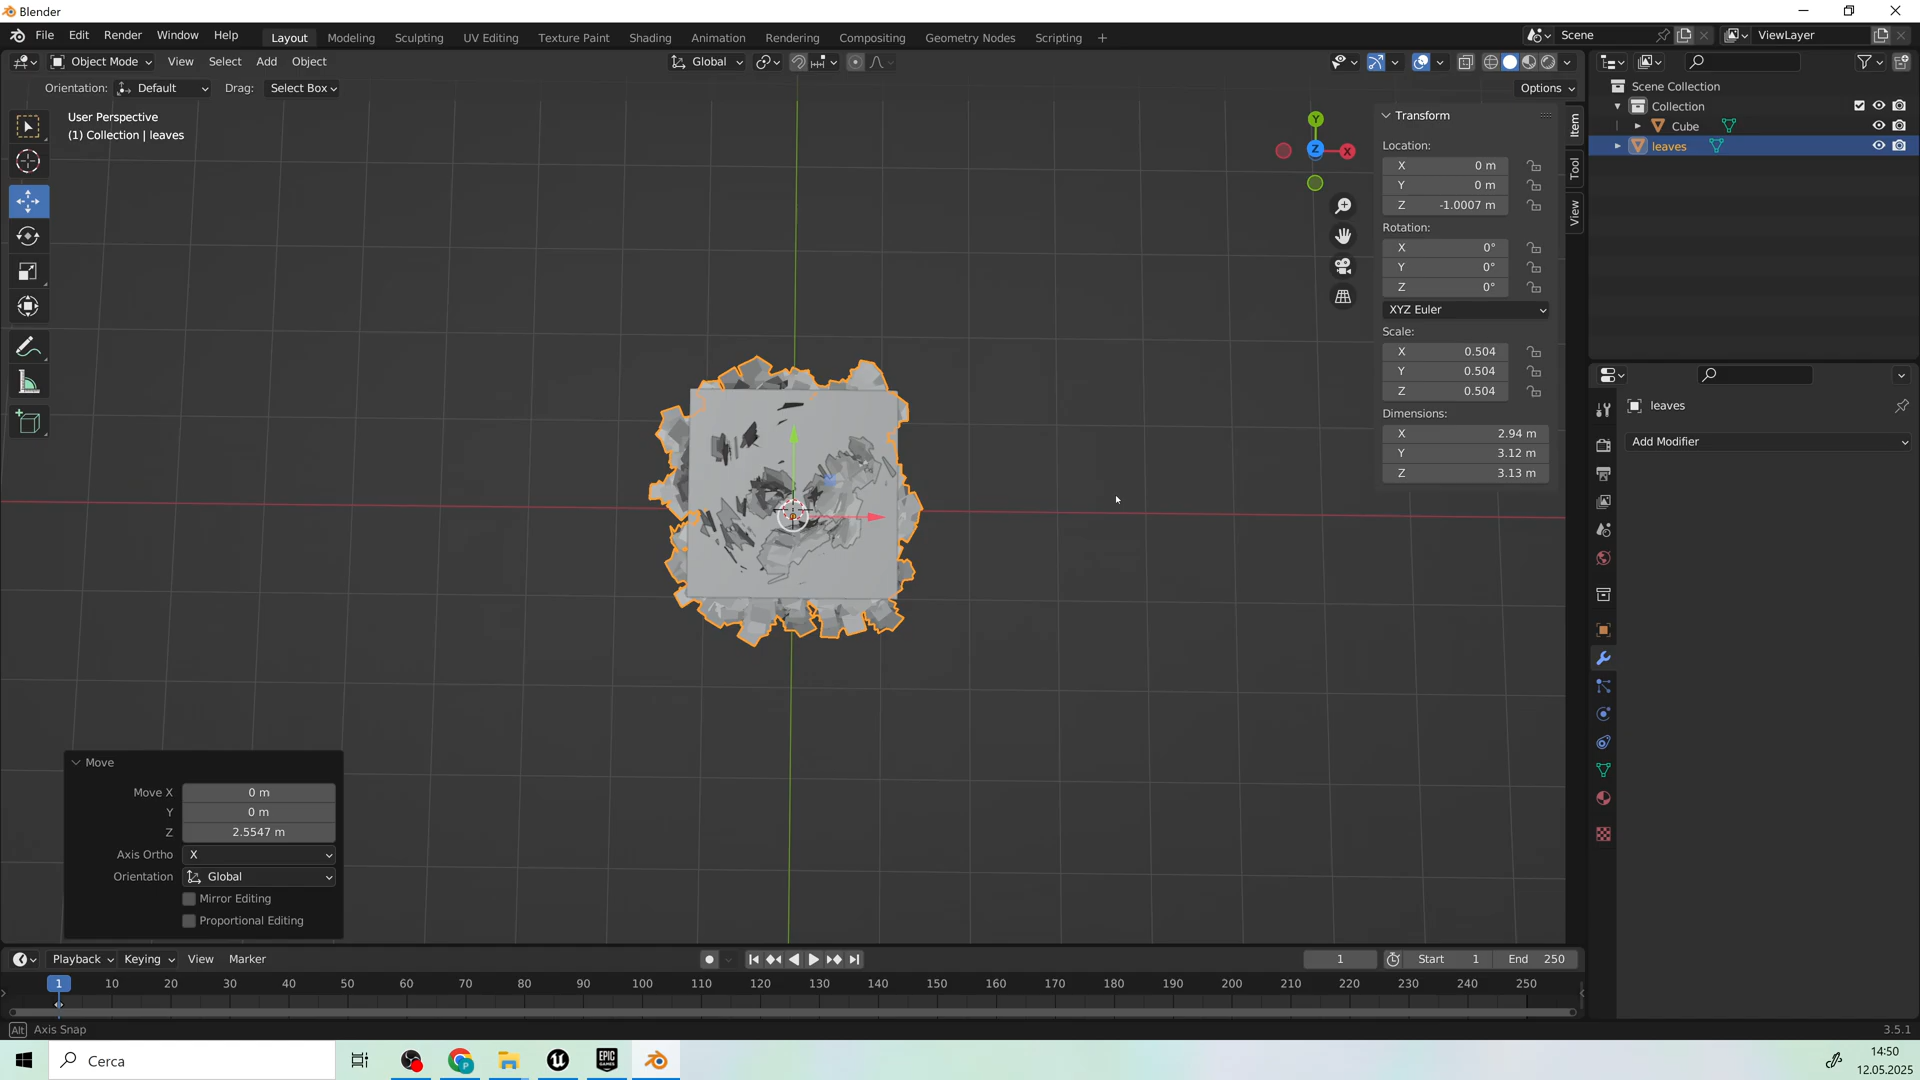 Blender
File Edit Render Window Help Layout Modeling Sculpting UV Editing Texture Paint Shading Animation Rendering Compositing Geometry Nodes Scripting + Scene ViewLayer
Object Mode View Select Add Object Global
Orientation: Default Drag: Select Box Options
User Perspective
(1) Collection | leaves
Y
Z X
Transform
Location:
X 0 m
Y 0 m
Z -1.0007 m
Rotation:
X 0°
Y 0°
Z 0°
XYZ Euler
Scale:
X 0.504
Y 0.504
Z 0.504
Dimensions:
X 2.94 m
Y 3.12 m
Z 3.13 m
Item
Tool
View
Scene Collection
Collection
Cube
leaves
leaves
Add Modifier
Move
Move X 0 m
Y 0 m
Z 2.5547 m
Axis Ortho X
Orientation Global
Mirror Editing
Proportional Editing
Playback Keying View Marker 1 Start 1 End 250
1 10 20 30 40 50 60 70 80 90 100 110 120 130 140 150 160 170 180 190 200 210 220 230 240 250
Alt Axis Snap 3.5.1
Cerca
EPIC GAMES
14:50
12.05.2025